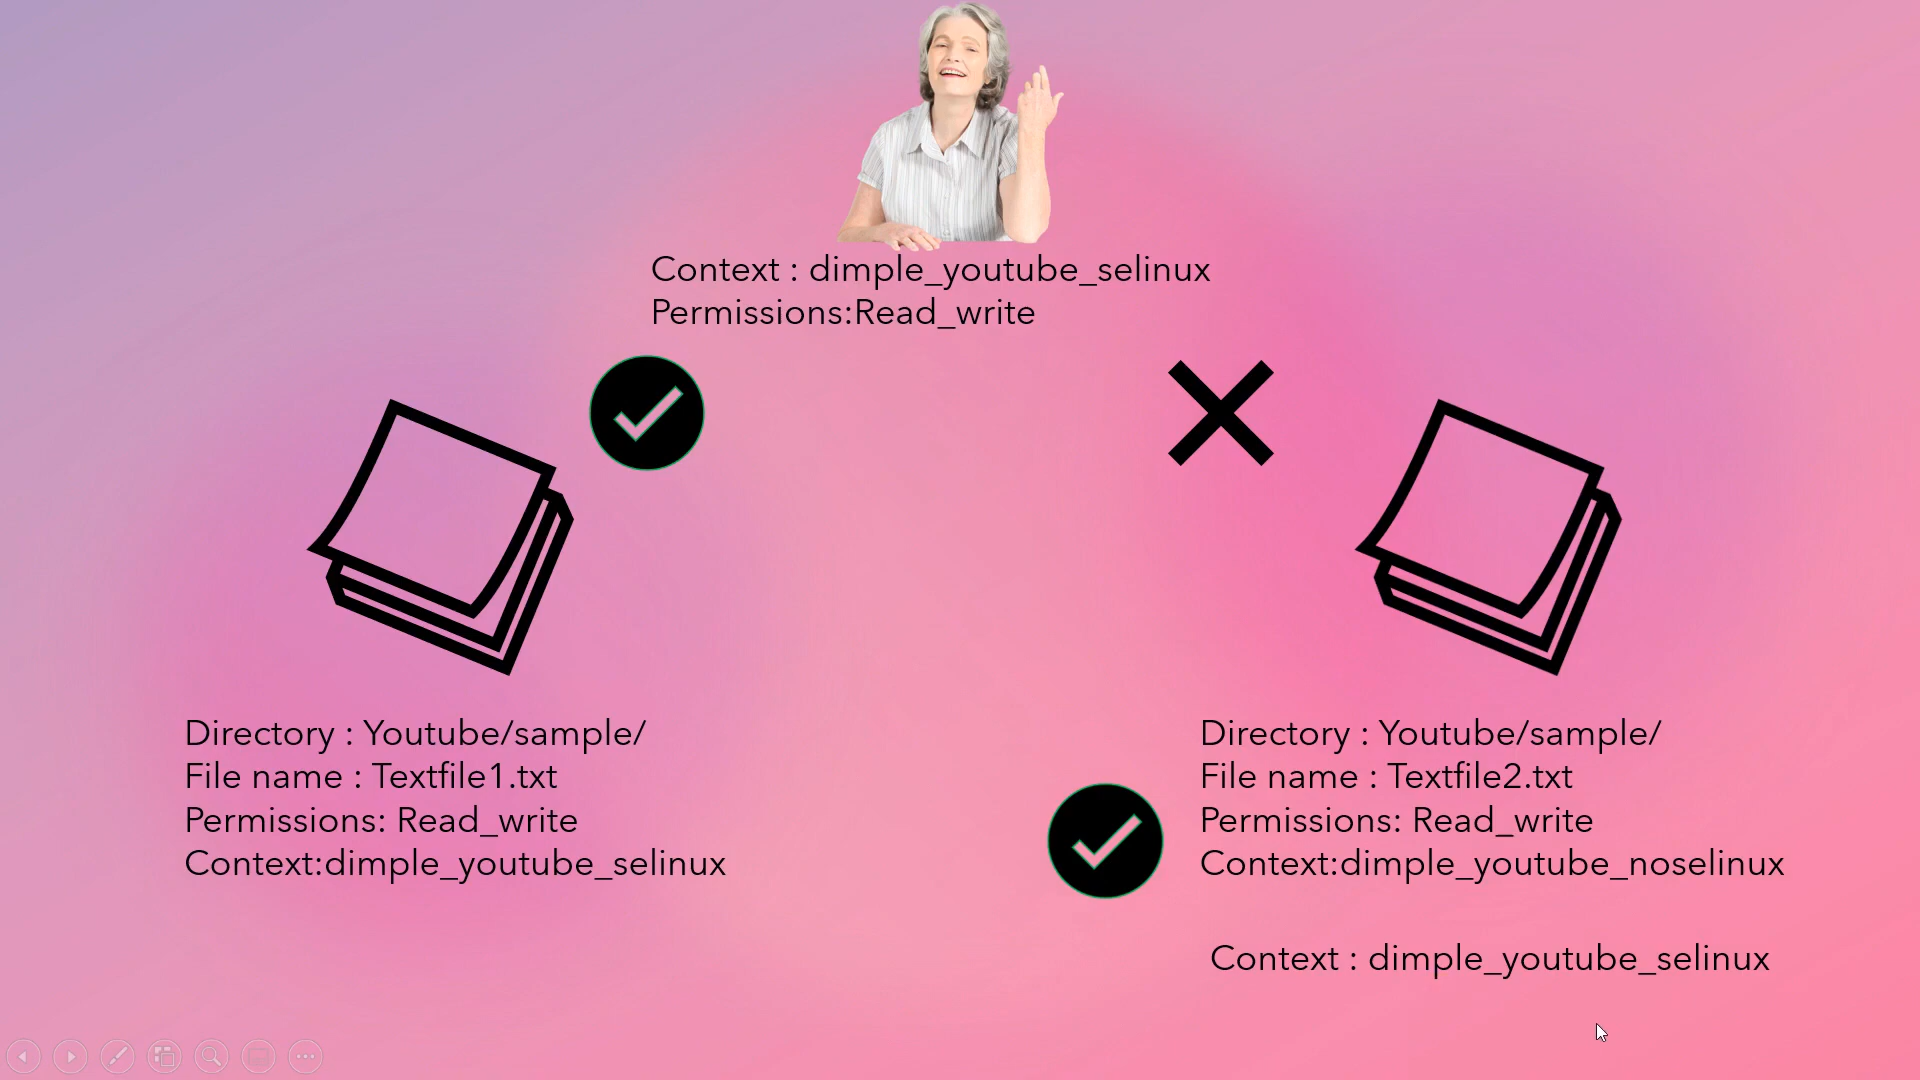 Context : dimple_youtube_selinux
Permissions:Read_write
Directory : Youtube/sample/
File name : Textfile1.txt
Permissions: Read_write
Context:dimple_youtube_selinux
Directory : Youtube/sample/
File name : Textfile2.txt
Permissions: Read_write
Context:dimple_youtube_noselinux
Context : dimple_youtube_selinux